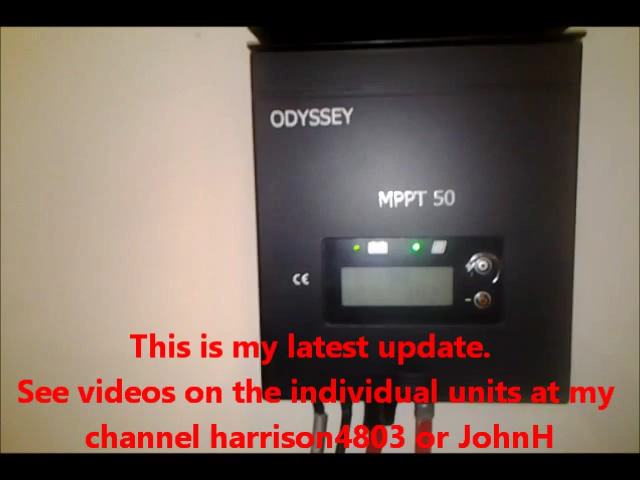 ODYSSEY
MPPT 50
CE
This is my latest update.
See videos on the individual units at my
channel harrison4803 or JohnH